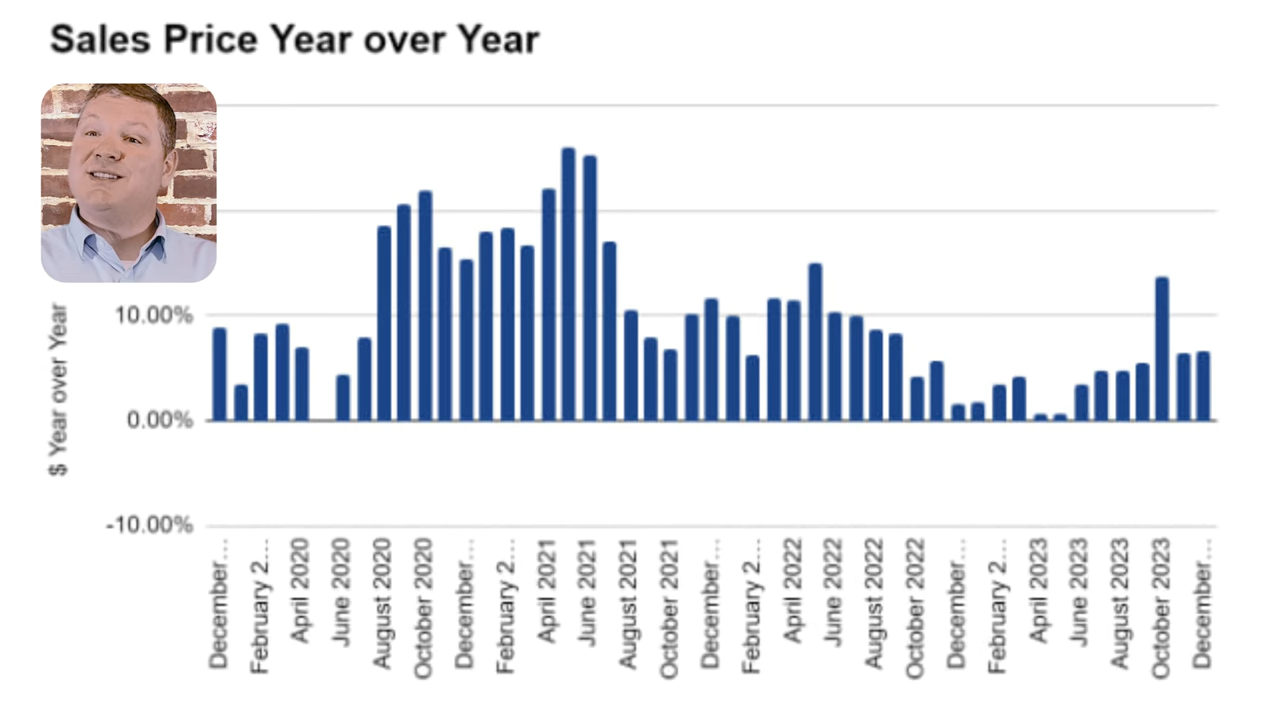 Sales Price Year over Year
$ Year over Year
10.00%
0.00%
-10.00%
December…
February 2…
April 2020
June 2020
August 2020
October 2020
December…
February 2…
April 2021
June 2021
August 2021
October 2021
December…
February 2…
April 2022
June 2022
August 2022
October 2022
December…
February 2…
April 2023
June 2023
August 2023
October 2023
December…